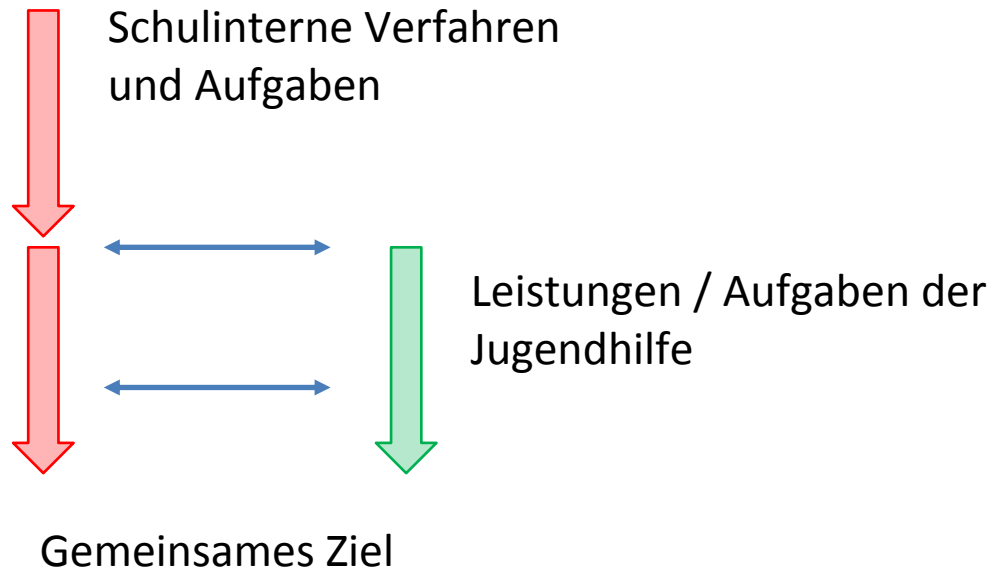 Schulinterne Verfahren
und Aufgaben
Leistungen / Aufgaben der
Jugendhilfe
Gemeinsames Ziel